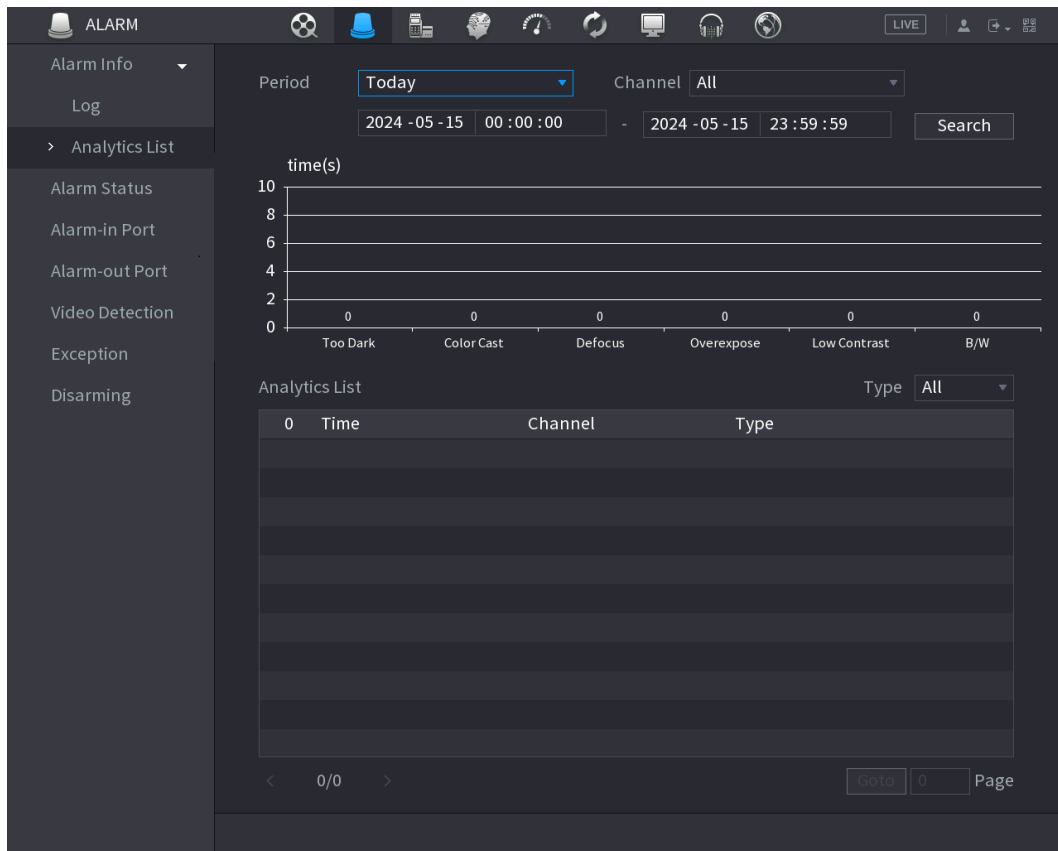 ALARM
LIVE
Alarm Info
Log
Analytics List
Alarm Status
Alarm-in Port
Alarm-out Port
Video Detection
Exception
Disarming
Period Today Channel All
2024 -05 -15 00 :00 :00 - 2024 -05 -15 23 :59 :59 Search
time(s)
10
8
6
4
2
0
0 0 0 0 0 0
Too Dark Color Cast Defocus Overexpose Low Contrast B/W
Analytics List Type All
0 Time Channel Type
0/0 Goto 0 Page